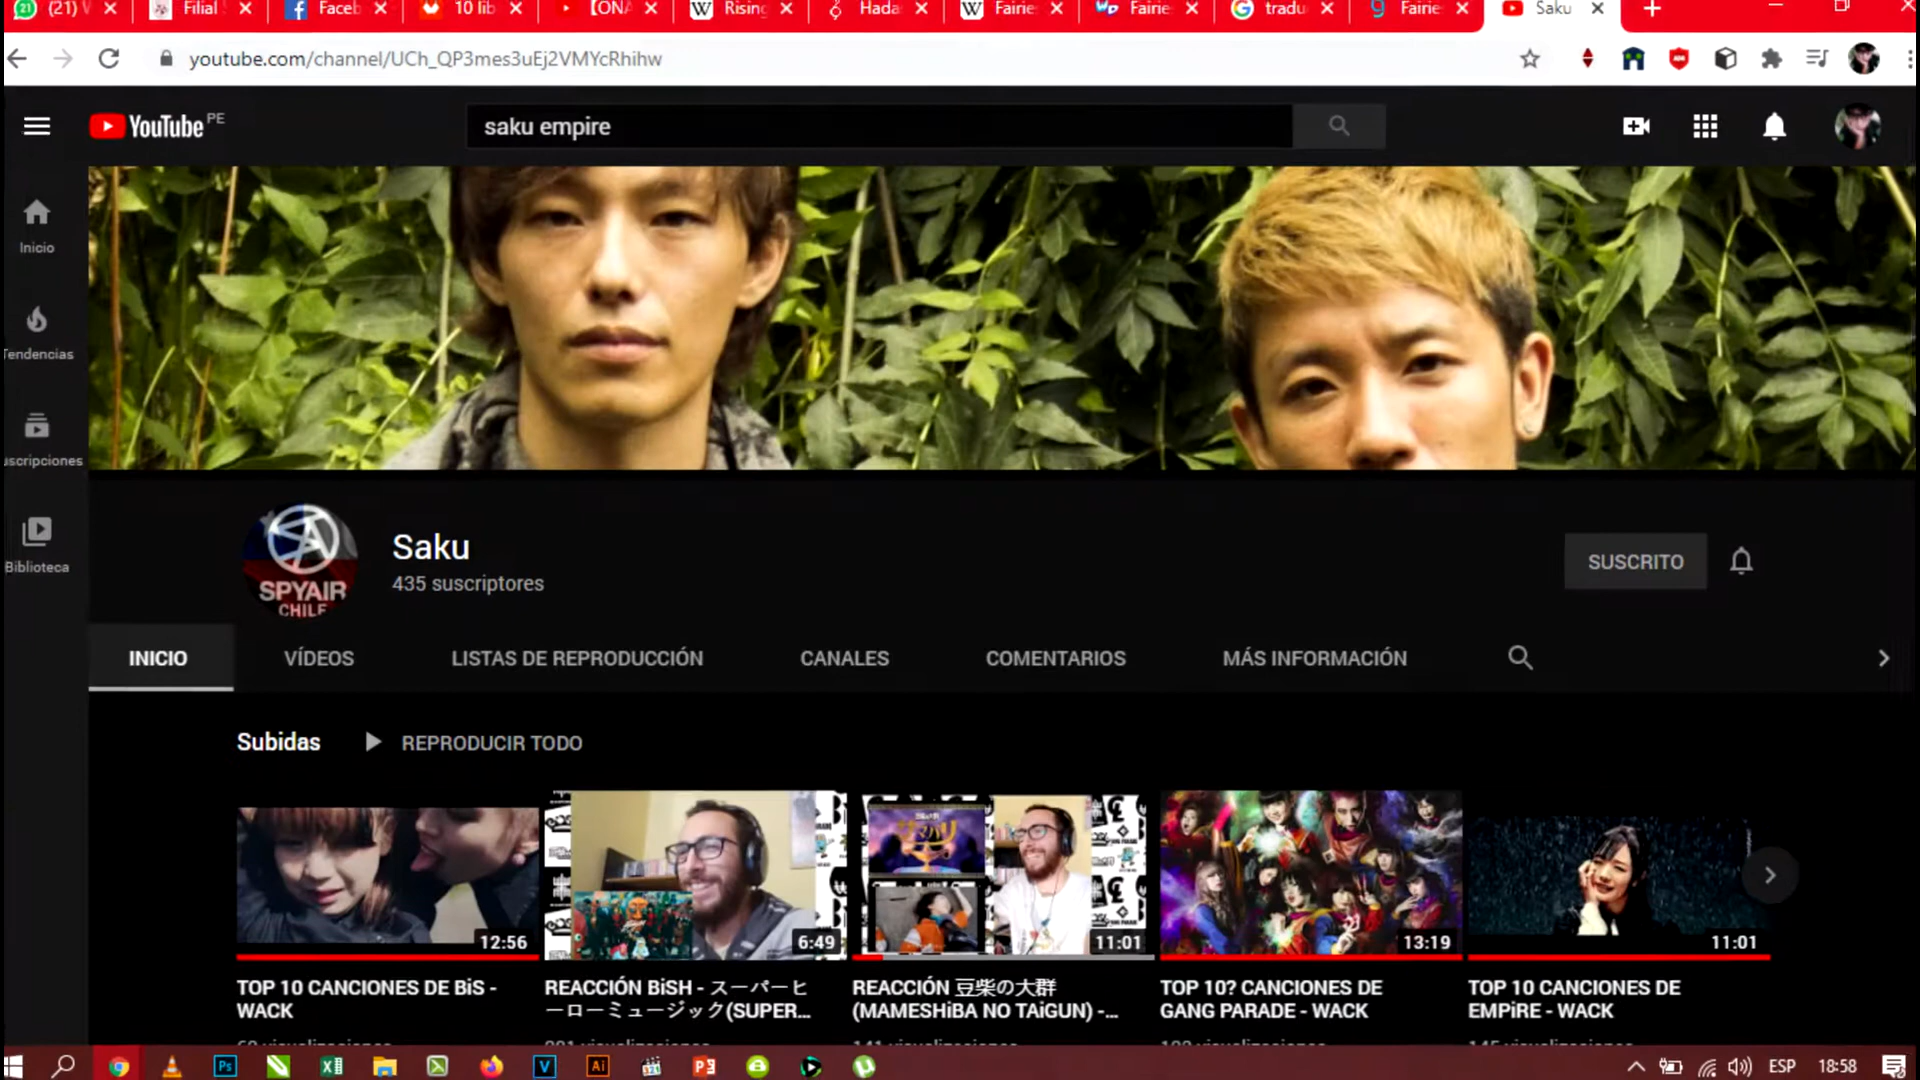 (21) W
Filial
Faceb
10 lib
【ONA
Rising
Hada
Fairie
Fairie
tradu
Fairie
Saku
youtube.com/channel/UCh_QP3mes3uEj2VMYcRhihw
YouTube PE
saku empire
Inicio
Tendencias
uscripciones
Biblioteca
SPYAIR
CHILE
Saku
435 suscriptores
SUSCRITO
INICIO
VÍDEOS
LISTAS DE REPRODUCCIÓN
CANALES
COMENTARIOS
MÁS INFORMACIÓN
Subidas
REPRODUCIR TODO
12:56
6:49
11:01
13:19
11:01
TOP 10 CANCIONES DE BiS -
WACK
REACCIÓN BiSH - スーパーヒ
ーローミュージック(SUPER...
REACCIÓN 豆柴の大群
(MAMESHiBA NO TAiGUN) -...
TOP 10? CANCIONES DE
GANG PARADE - WACK
TOP 10 CANCIONES DE
EMPiRE - WACK
ESP
18:58